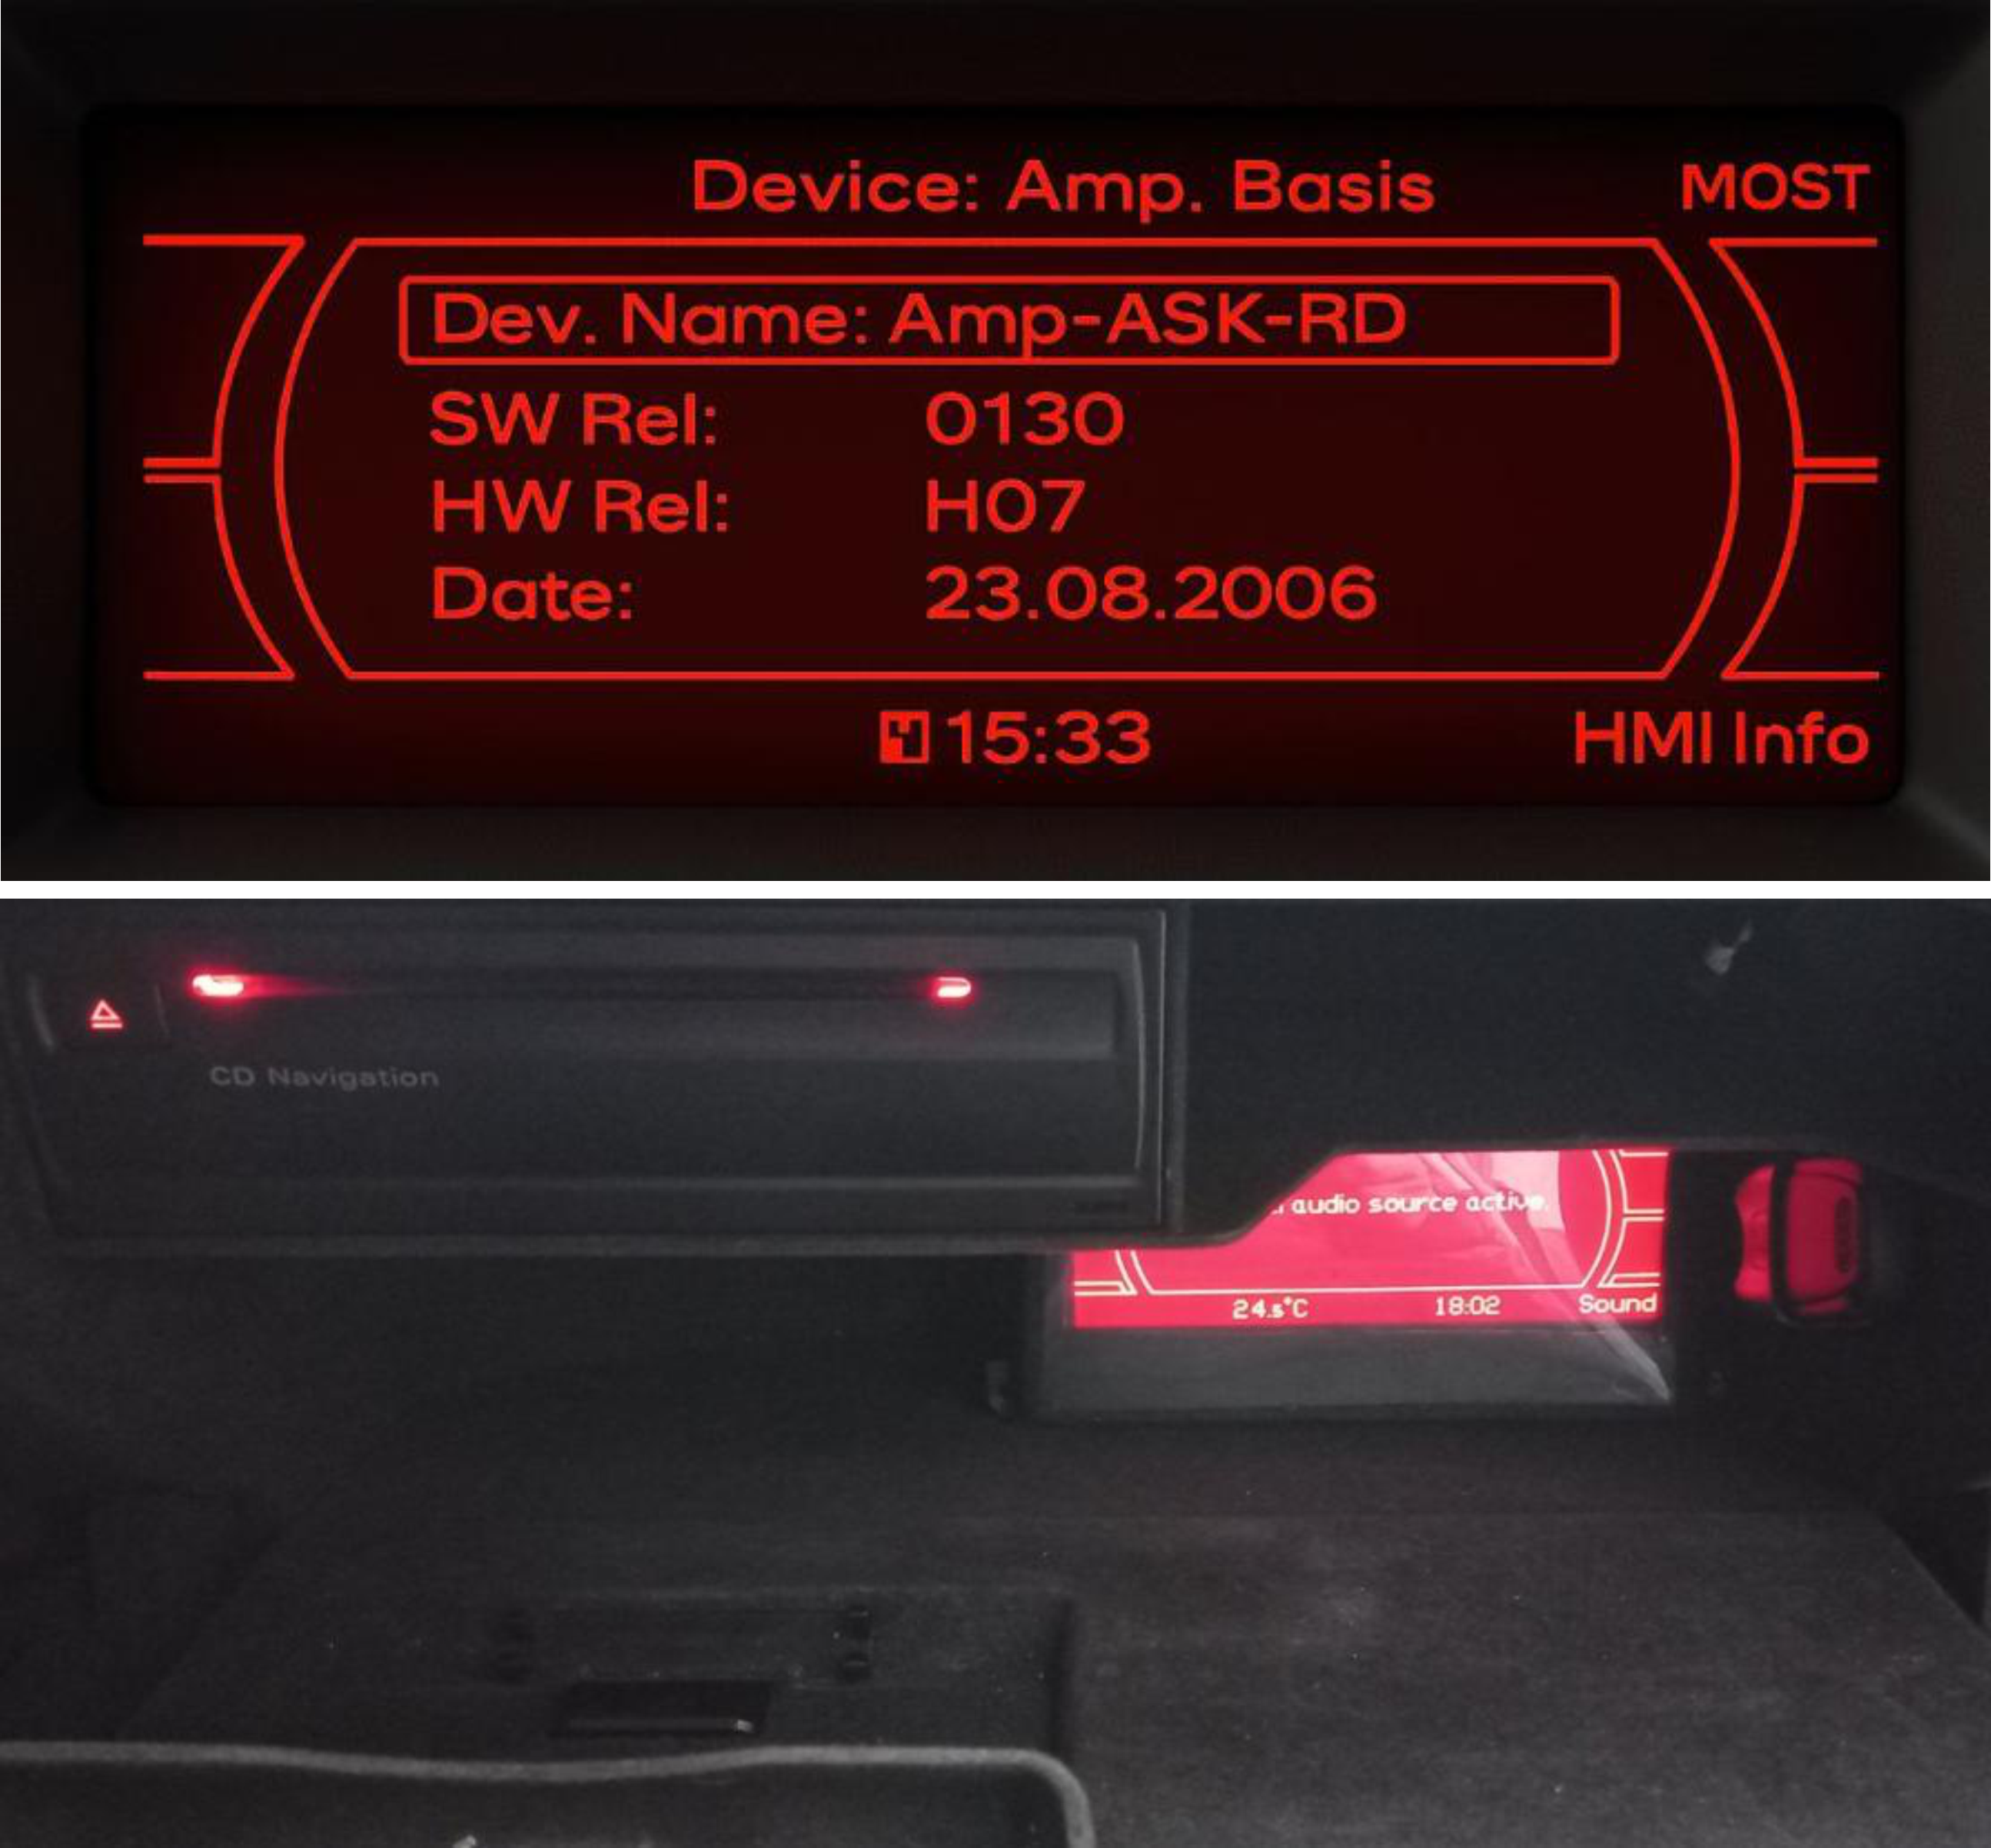 Device: Amp. Basis
MOST
Dev. Name: Amp-ASK-RD
SW Rel: 0130
HW Rel: H07
Date: 23.08.2006
15:33
HMI Info
CD Navigation
audio source active.
24.5°C
18:02
Sound